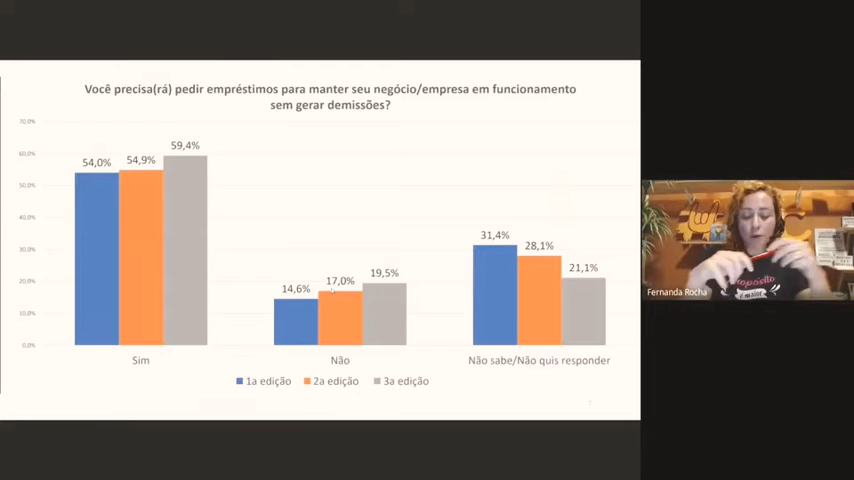 Você precisa(rá) pedir empréstimos para manter seu negócio/empresa em funcionamento
sem gerar demissões?
70,0%
60,0%
50,0%
40,0%
30,0%
20,0%
10,0%
0,0%
54,0% 54,9% 59,4%
14,6% 17,0% 19,5%
31,4% 28,1% 21,1%
Sim Não Não sabe/Não quis responder
1a edição 2a edição 3a edição
propósito
é maior
Fernanda Rocha